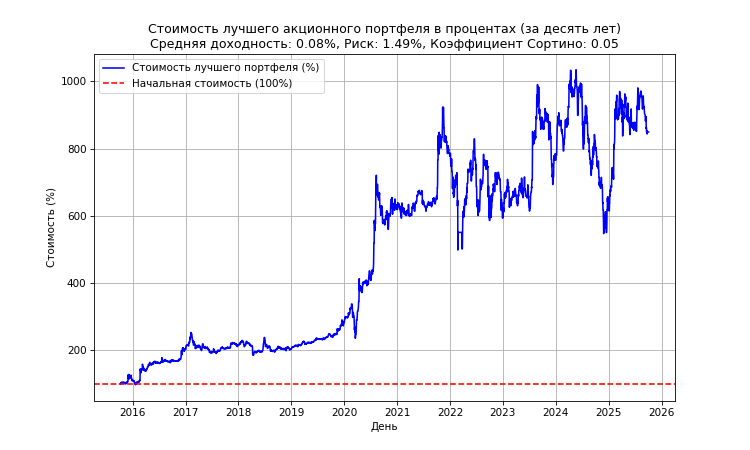 Стоимость лучшего акционного портфеля в процентах (за десять лет)
Средняя доходность: 0.08%, Риск: 1.49%, Коэффициент Сортино: 0.05
Стоимость лучшего портфеля (%)
Начальная стоимость (100%)
Стоимость (%)
1000
800
600
400
200
2016 2017 2018 2019 2020 2021 2022 2023 2024 2025 2026
День